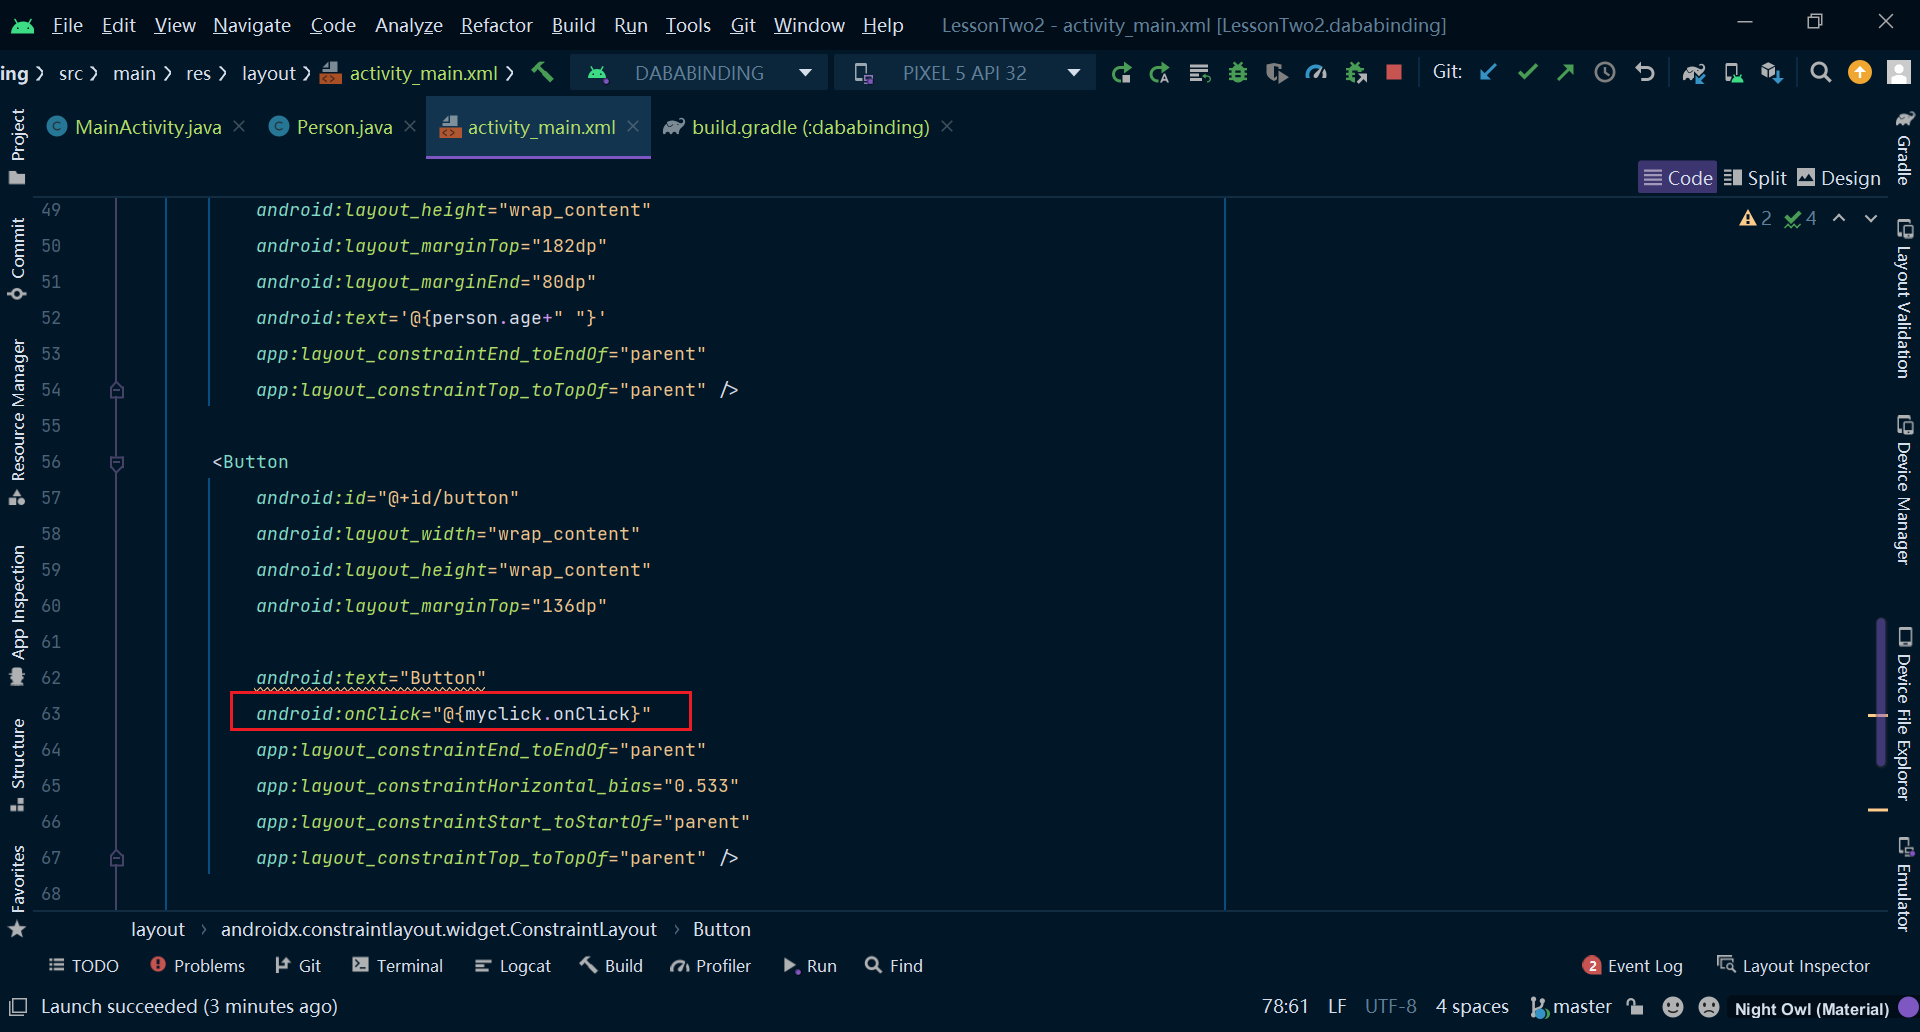 File Edit View Navigate Code Analyze Refactor Build Run Tools Git Window Help LessonTwo2 - activity_main.xml [LessonTwo2.dababinding]
ing src main res layout activity_main.xml DABABINDING PIXEL 5 API 32 Git:
MainActivity.java Person.java activity_main.xml build.gradle (:dababinding)
Code Split Design
2 4
Project
Commit
Resource Manager
App Inspection
Structure
Favorites
49 android:layout_height="wrap_content"
50 android:layout_marginTop="182dp"
51 android:layout_marginEnd="80dp"
52 android:text='@{person.age+" "}'
53 app:layout_constraintEnd_toEndOf="parent"
54 app:layout_constraintTop_toTopOf="parent" />
55
56 <Button
57 android:id="@+id/button"
58 android:layout_width="wrap_content"
59 android:layout_height="wrap_content"
60 android:layout_marginTop="136dp"
61
62 android:text="Button"
63 android:onClick="@{myclick.onClick}"
64 app:layout_constraintEnd_toEndOf="parent"
65 app:layout_constraintHorizontal_bias="0.533"
66 app:layout_constraintStart_toStartOf="parent"
67 app:layout_constraintTop_toTopOf="parent" />
68
Gradle
Layout Validation
Device Manager
Device File Explorer
Emulator
layout › androidx.constraintlayout.widget.ConstraintLayout › Button
TODO Problems Git Terminal Logcat Build Profiler Run Find 2 Event Log Layout Inspector
Launch succeeded (3 minutes ago) 78:61 LF UTF-8 4 spaces master Night Owl (Material)